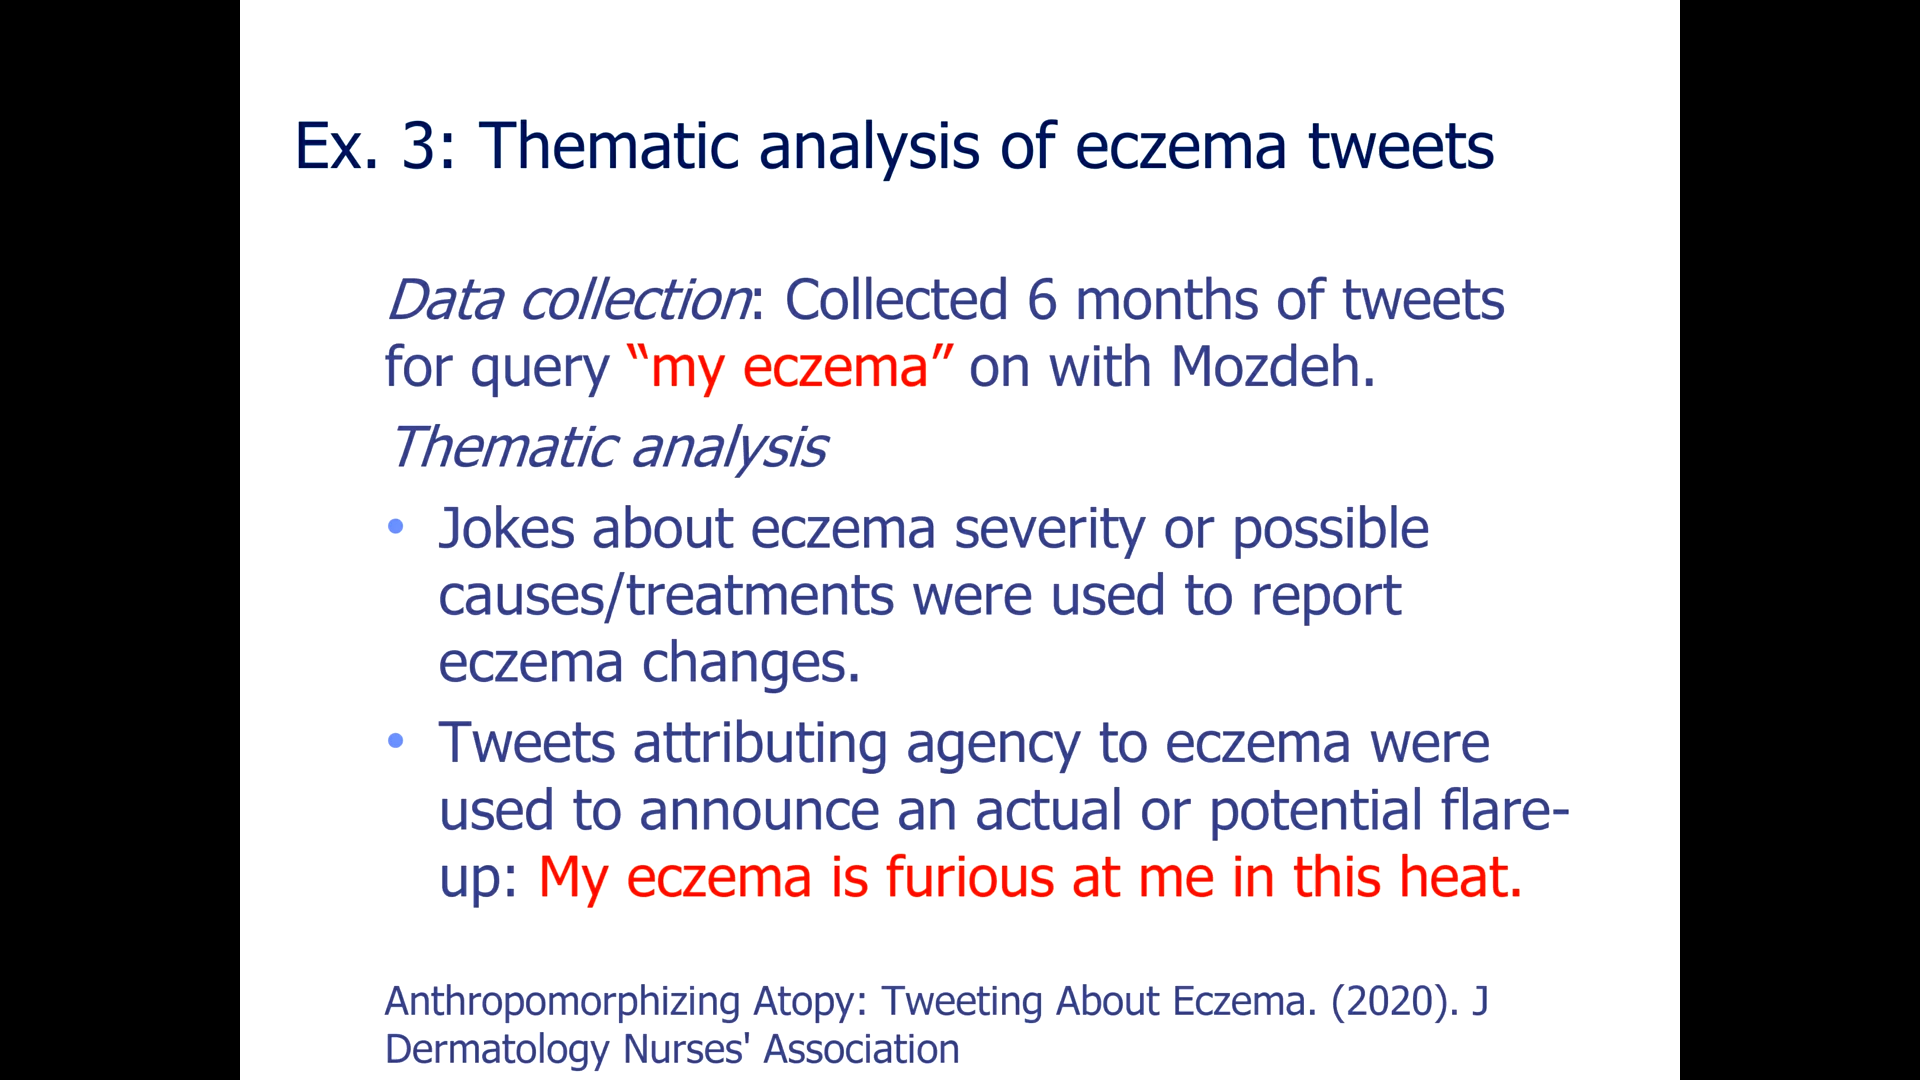 Ex. 3: Thematic analysis of eczema tweets
Data collection: Collected 6 months of tweets
for query “my eczema” on with Mozdeh.
Thematic analysis
• Jokes about eczema severity or possible
causes/treatments were used to report
eczema changes.
• Tweets attributing agency to eczema were
used to announce an actual or potential flare-
up: My eczema is furious at me in this heat.
Anthropomorphizing Atopy: Tweeting About Eczema. (2020). J
Dermatology Nurses' Association